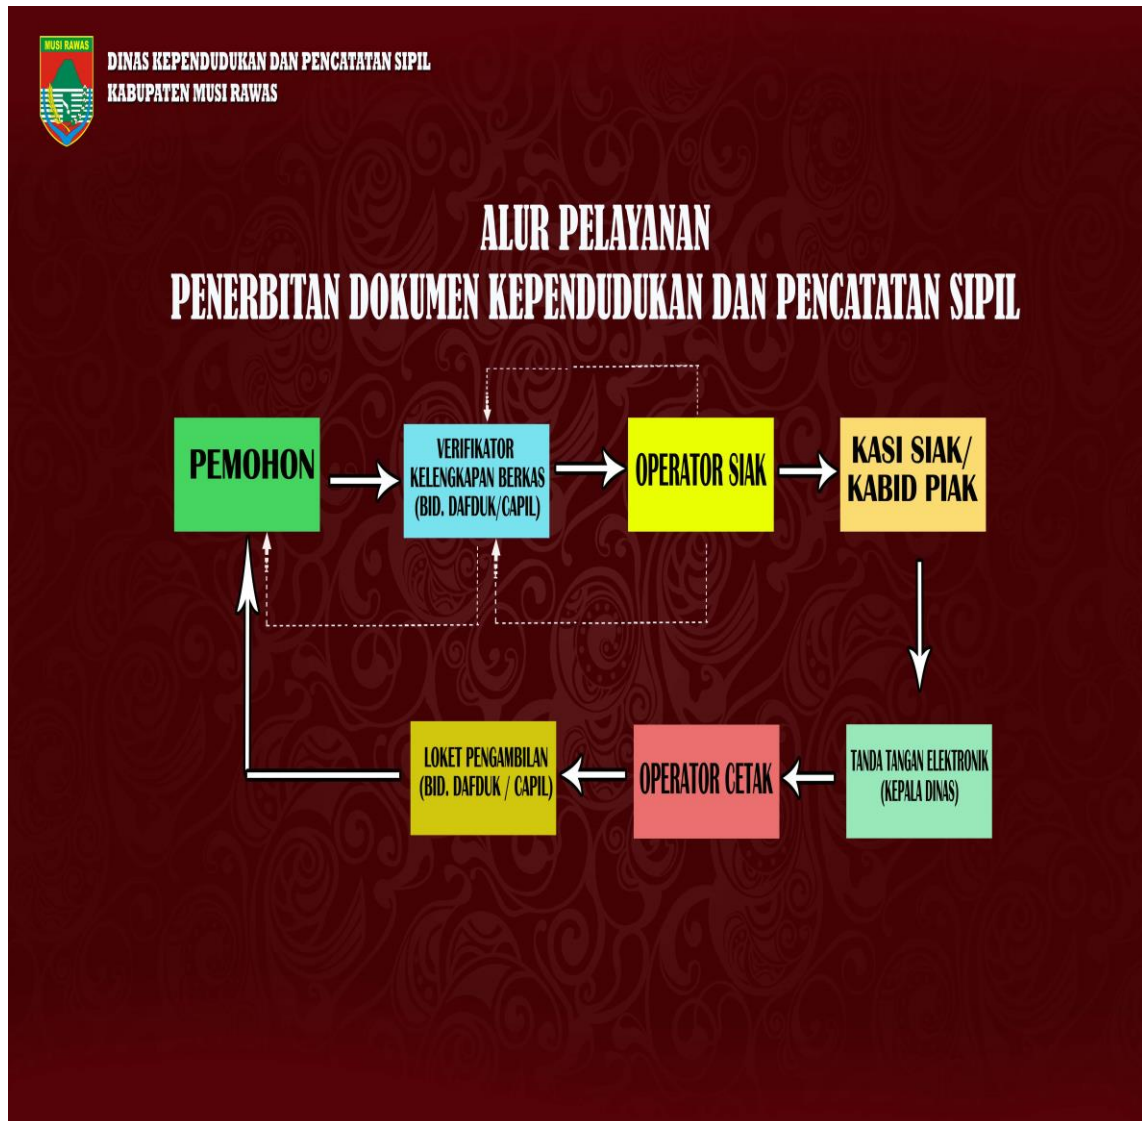 MUSI RAWAS
DINAS KEPENDUDUKAN DAN PENCATATAN SIPIL
KABUPATEN MUSI RAWAS
ALUR PELAYANAN
PENERBITAN DOKUMEN KEPENDUDUKAN DAN PENCATATAN SIPIL
PEMOHON
VERIFIKATOR
KELENGKAPAN BERKAS
(BID. DAFDUK/CAPIL)
OPERATOR SIAK
KASI SIAK/
KABID PIAK
LOKET PENGAMBILAN
(BID. DAFDUK / CAPIL)
OPERATOR CETAK
TANDA TANGAN ELEKTRONIK
(KEPALA DINAS)